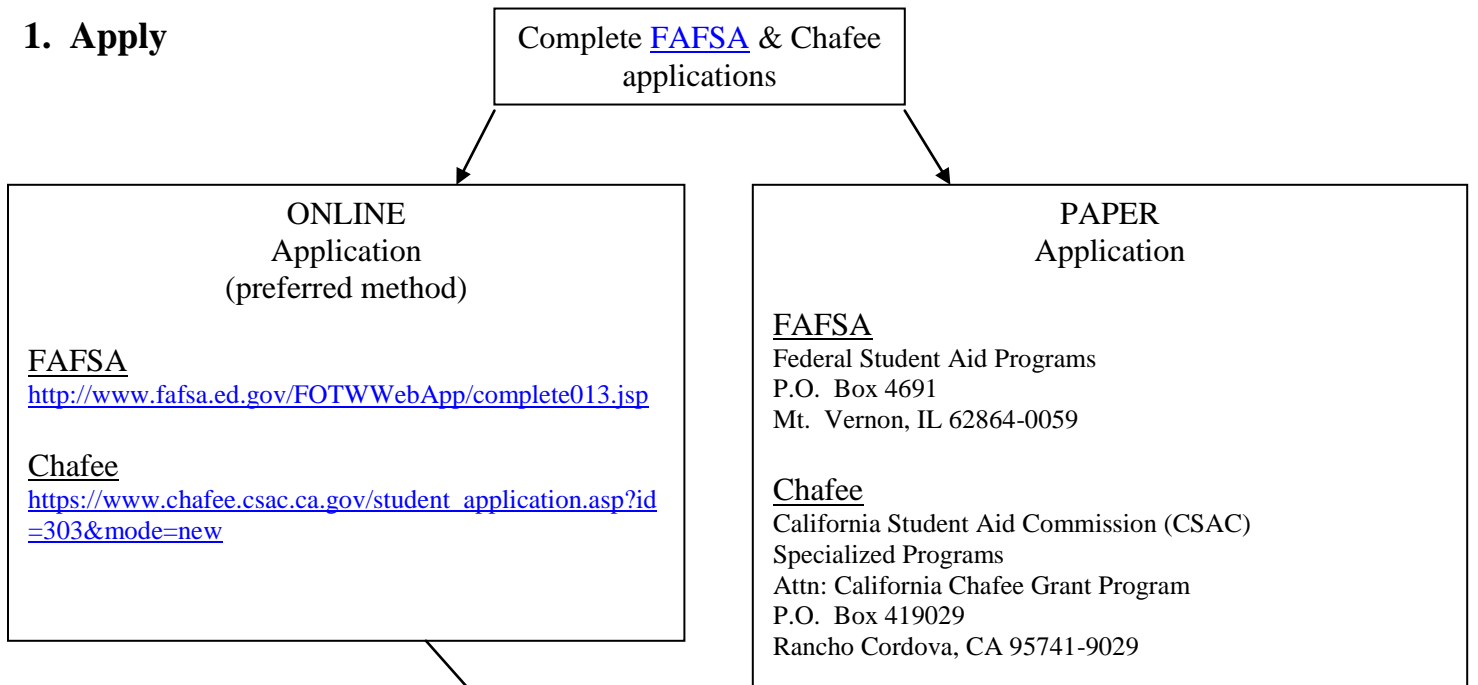 1. Apply
Complete FAFSA & Chafee
applications
ONLINE
Application
(preferred method)
FAFSA
http://www.fafsa.ed.gov/FOTWWebApp/complete013.jsp
Chafee
https://www.chafee.csac.ca.gov/student_application.asp?id
=303&mode=new
PAPER
Application
FAFSA
Federal Student Aid Programs
P.O. Box 4691
Mt. Vernon, IL 62864-0059
Chafee
California Student Aid Commission (CSAC)
Specialized Programs
Attn: California Chafee Grant Program
P.O. Box 419029
Rancho Cordova, CA 95741-9029